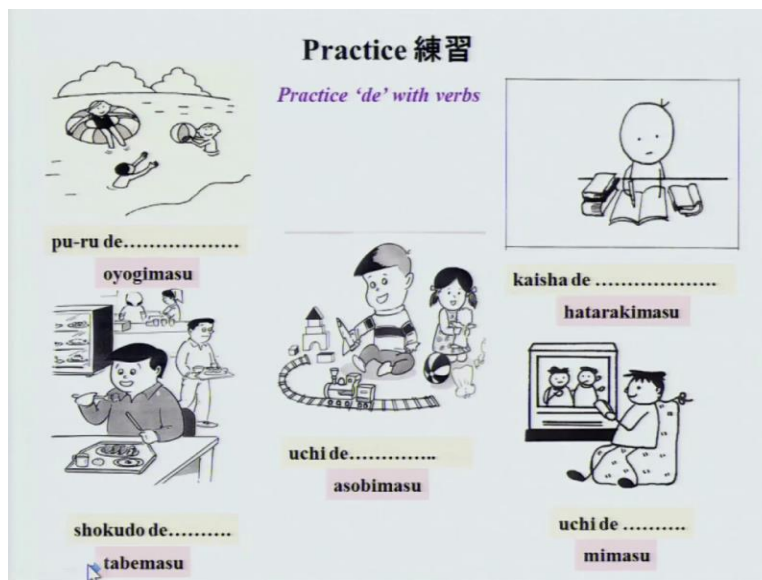 Practice 練習
Practice ‘de’ with verbs
pu-ru de...................
oyogimasu
kaisha de ...................
hatarakimasu
uchi de..............
asobimasu
shokudo de..........
tabemasu
uchi de ..........
mimasu